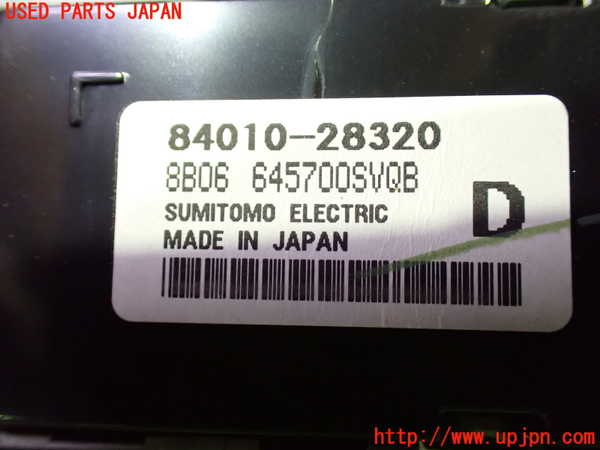 USED PARTS JAPAN
84010-28320
8B06 645700SVQB
SUMITOMO ELECTRIC
MADE IN JAPAN
D
http://www.upjpn.com/